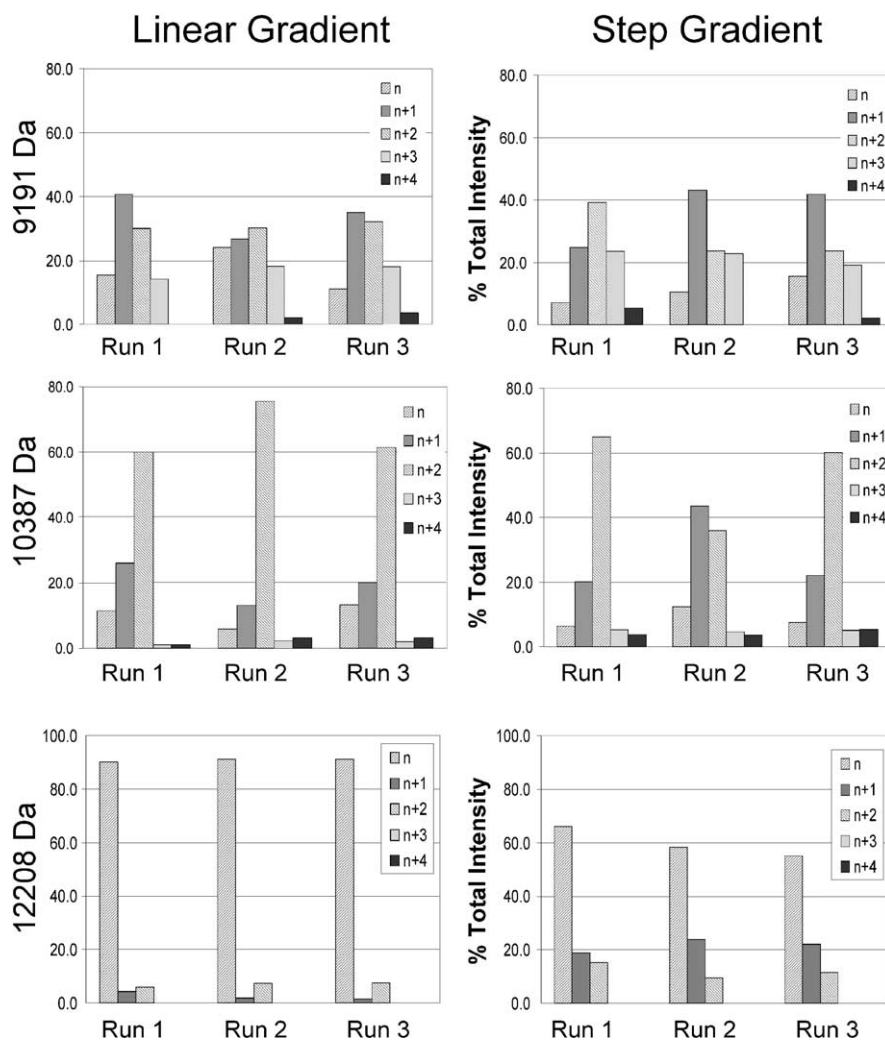 Linear Gradient
Step Gradient
9191 Da
80.0
60.0
40.0
20.0
0.0
n
n+1
n+2
n+3
n+4
Run 1
Run 2
Run 3
% Total Intensity
80.0
60.0
40.0
20.0
0.0
n
n+1
n+2
n+3
n+4
Run 1
Run 2
Run 3
10387 Da
80.0
60.0
40.0
20.0
0.0
n
n+1
n+2
n+3
n+4
Run 1
Run 2
Run 3
% Total Intensity
80.0
60.0
40.0
20.0
0.0
n
n+1
n+2
n+3
n+4
Run 1
Run 2
Run 3
12208 Da
100.0
80.0
60.0
40.0
20.0
0.0
n
n+1
n+2
n+3
n+4
Run 1
Run 2
Run 3
% Total Intensity
100.0
80.0
60.0
40.0
20.0
0.0
n
n+1
n+2
n+3
n+4
Run 1
Run 2
Run 3